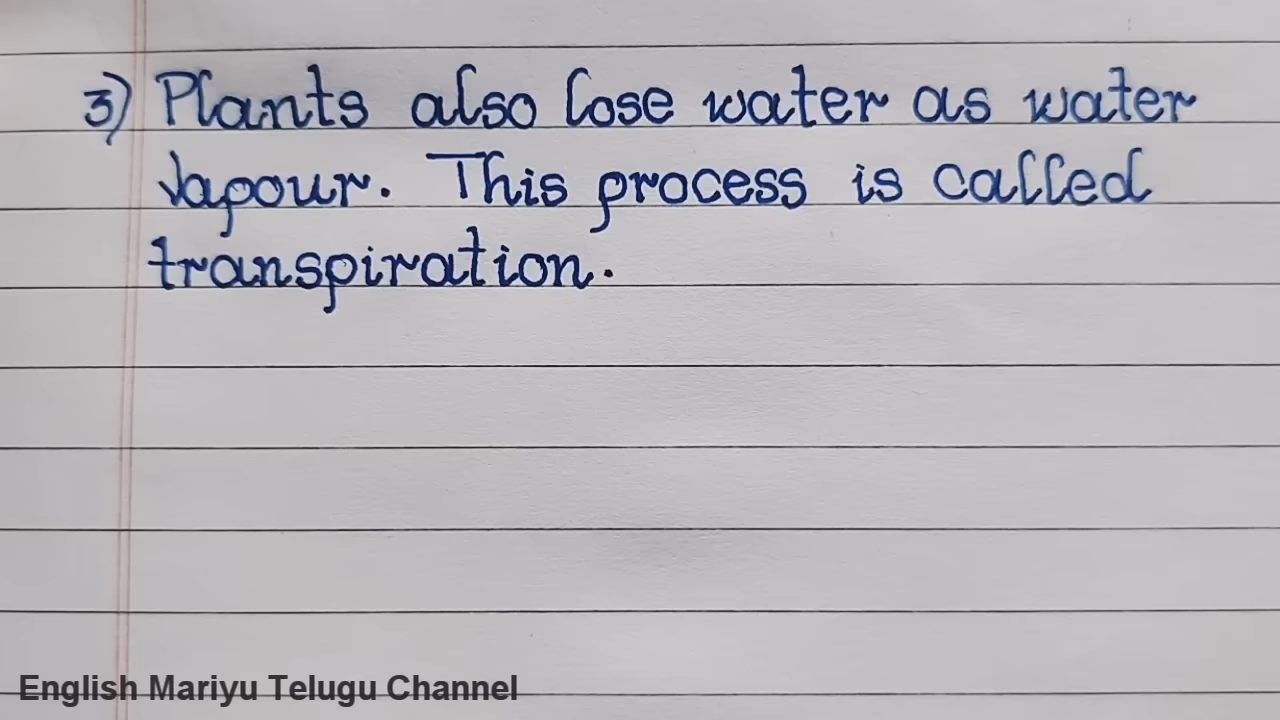 3) Plants also lose water as water
vapour. This process is called
transpiration.
English Mariyu Telugu Channel